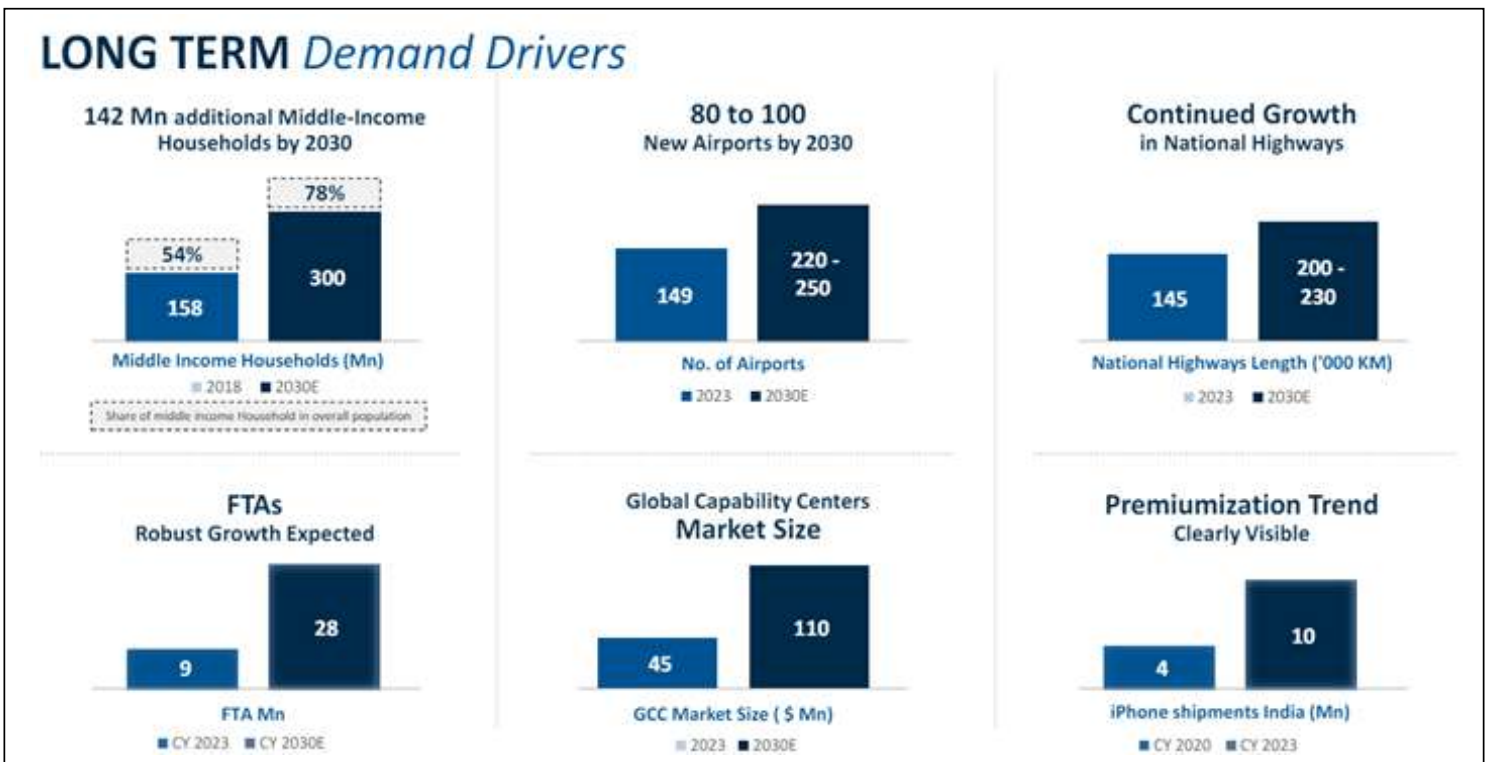 LONG TERM Demand Drivers
142 Mn additional Middle-Income
Households by 2030
78%
54%
300
158
Middle Income Households (Mn)
2018 2030E
Share of middle income Household in overall population
80 to 100
New Airports by 2030
220 -
250
149
No. of Airports
2023 2030E
Continued Growth
in National Highways
200 -
230
145
National Highways Length ('000 KM)
2023 2030E
FTAs
Robust Growth Expected
28
9
FTA Mn
CY 2023 CY 2030E
Global Capability Centers
Market Size
110
45
GCC Market Size ( $ Mn)
2023 2030E
Premiumization Trend
Clearly Visible
10
4
iPhone shipments India (Mn)
CY 2020 CY 2023